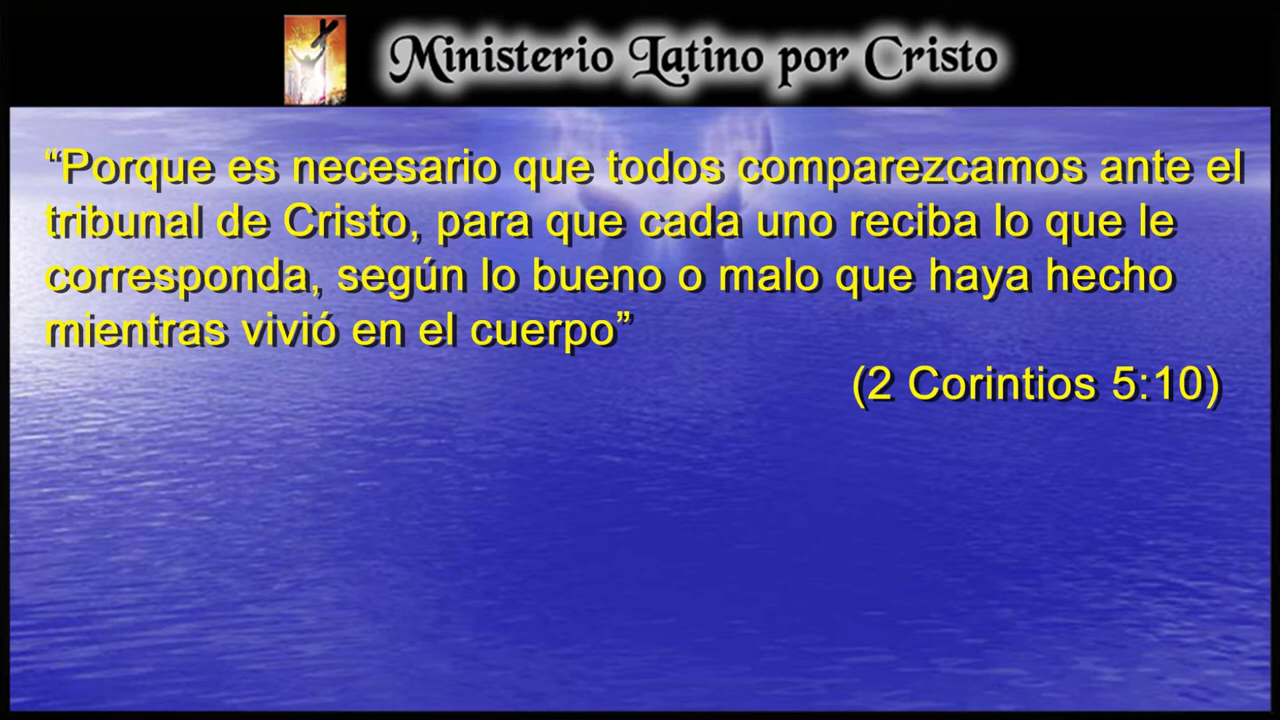 Ministerio Latino por Cristo
“Porque es necesario que todos comparezcamos ante el
tribunal de Cristo, para que cada uno reciba lo que le
corresponda, según lo bueno o malo que haya hecho
mientras vivió en el cuerpo”
(2 Corintios 5:10)